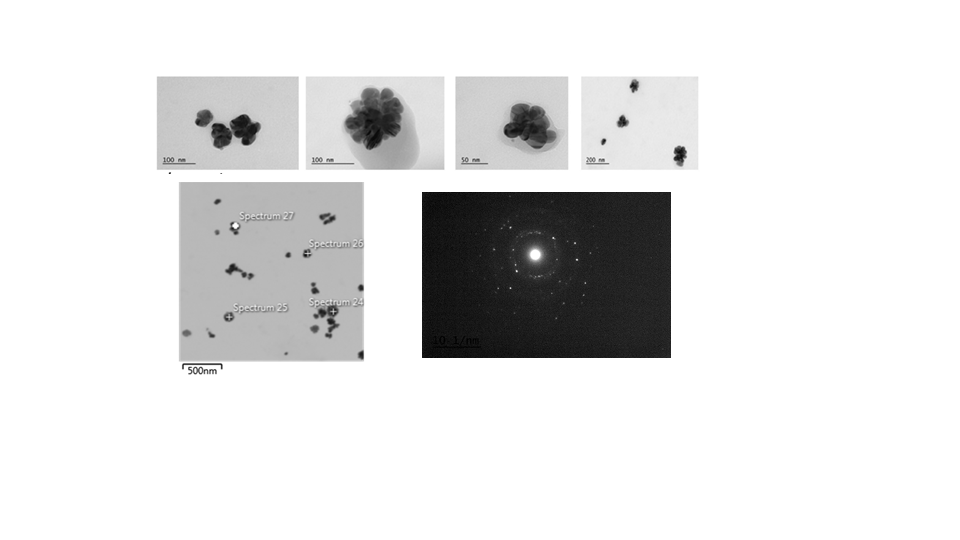 100 nm
100 nm
50 nm
200 nm
Spectrum 27
Spectrum 26
Spectrum 25
Spectrum 24
500nm
10 1/nm